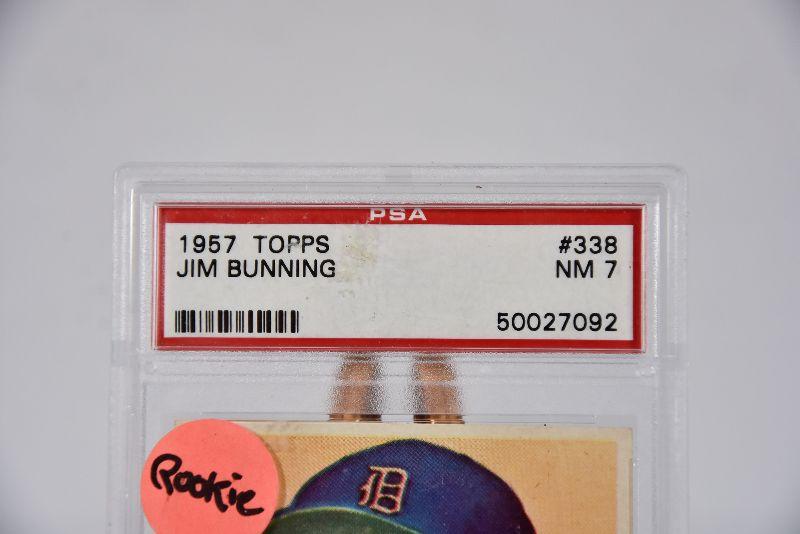 PSA
1957 TOPPS #338
JIM BUNNING NM 7
50027092
Rookie
D